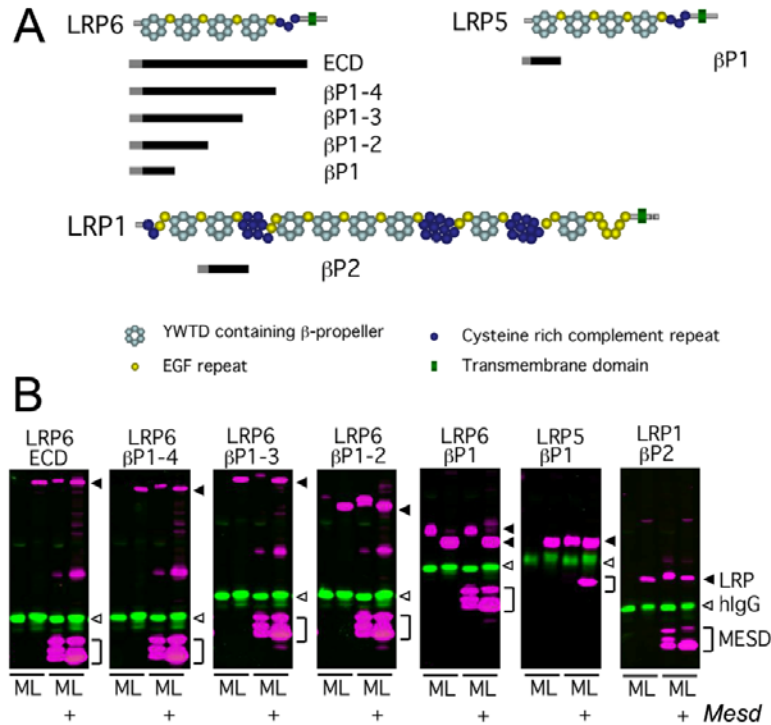 A
LRP6
LRP5
ECD
βP1-4
βP1-3
βP1-2
βP1
βP1
LRP1
βP2
YWTD containing β-propeller
Cysteine rich complement repeat
EGF repeat
Transmembrane domain
B
LRP6 ECD
LRP6 βP1-4
LRP6 βP1-3
LRP6 βP1-2
LRP6 βP1
LRP5 βP1
LRP1 βP2
LRP
hIgG
MESD
ML ML ML ML ML ML ML ML ML ML ML ML ML ML
+ + + + + + + Mesd